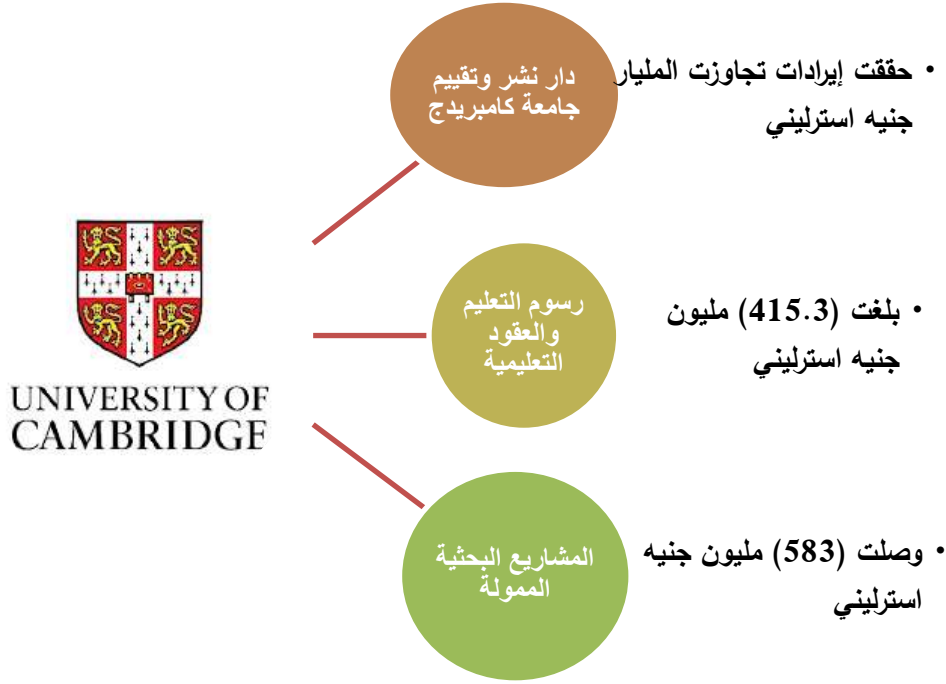 دار نشر وتقييم
جامعة كامبريدج
• حققت إيرادات تجاوزت المليار
جنيه استرليني
رسوم التعليم
والعقود
التعليمية
• بلغت (415.3) مليون
جنيه استرليني
UNIVERSITY OF
CAMBRIDGE
المشاريع البحثية
الممولة
• وصلت (583) مليون جنيه
استرليني